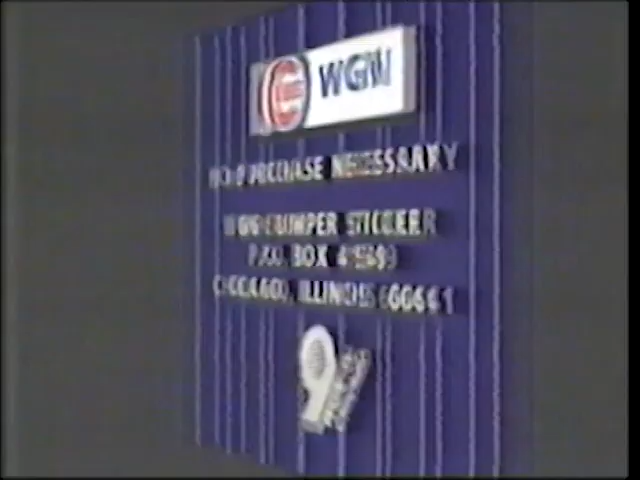 WGN
NO PURCHASE NECESSARY
WGN BUMPER STICKER
P.O. BOX
CHICAGO, ILLINOIS